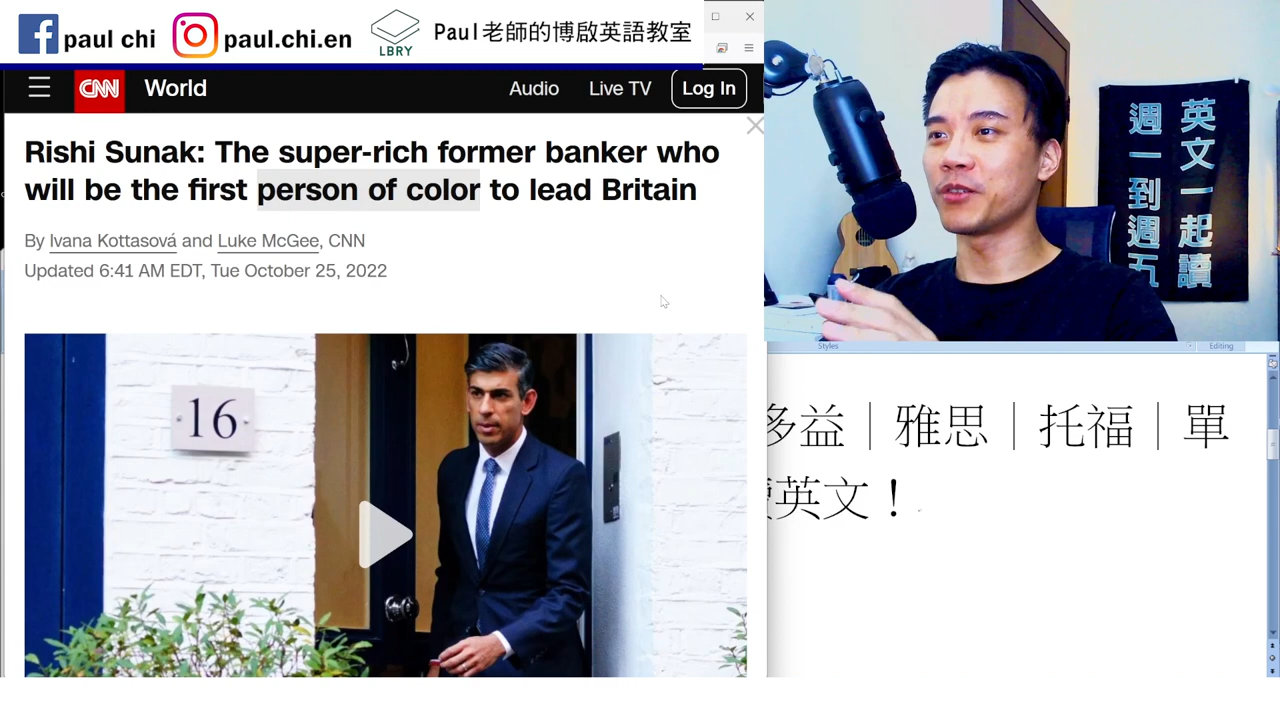 paul chi
paul.chi.en
LBRY
Paul老師的博啟英語教室
CNN
World
Audio
Live TV
Log In
Rishi Sunak: The super-rich former banker who
will be the first person of color to lead Britain
By Ivana Kottasová and Luke McGee, CNN
Updated 6:41 AM EDT, Tue October 25, 2022
16
英文一起讀
週一到週五
Styles
Editing
多益｜雅思｜托福｜單
英文！